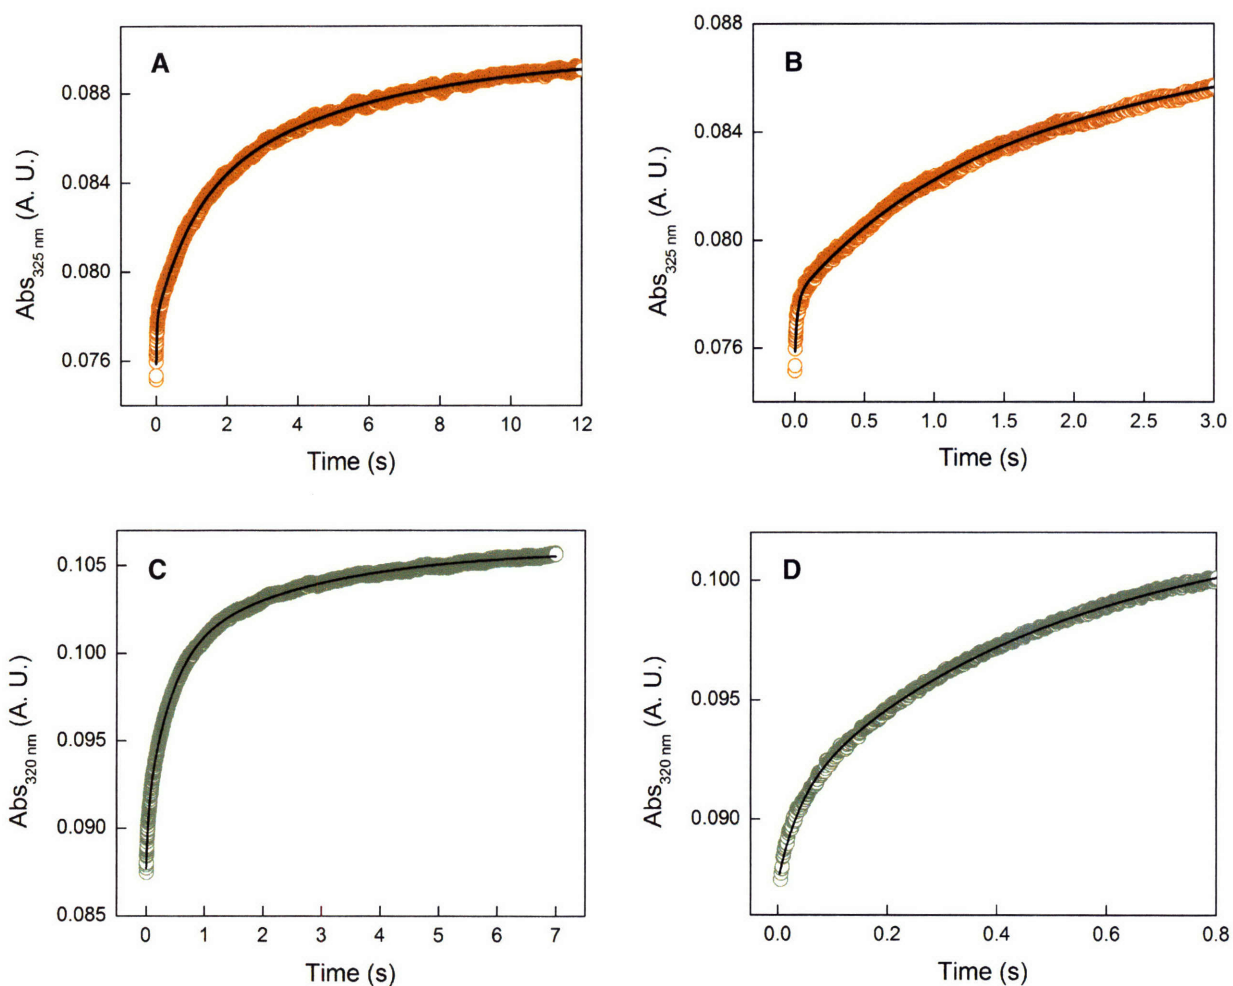 A
0.088
0.084
0.080
0.076
Abs325 nm (A. U.)
0 2 4 6 8 10 12
Time (s)
B
0.088
0.084
0.080
0.076
Abs325 nm (A. U.)
0.0 0.5 1.0 1.5 2.0 2.5 3.0
Time (s)
C
0.105
0.100
0.095
0.090
0.085
Abs320 nm (A. U.)
0 1 2 3 4 5 6 7
Time (s)
D
0.100
0.095
0.090
Abs320 nm (A. U.)
0.0 0.2 0.4 0.6 0.8
Time (s)